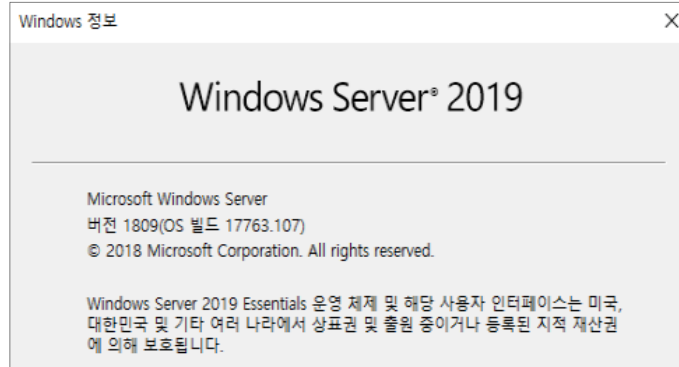 Windows 정보
Windows Server® 2019
Microsoft Windows Server
버전 1809(OS 빌드 17763.107)
© 2018 Microsoft Corporation. All rights reserved.
Windows Server 2019 Essentials 운영 체제 및 해당 사용자 인터페이스는 미국,
대한민국 및 기타 여러 나라에서 상표권 및 출원 중이거나 등록된 지적 재산권
에 의해 보호됩니다.